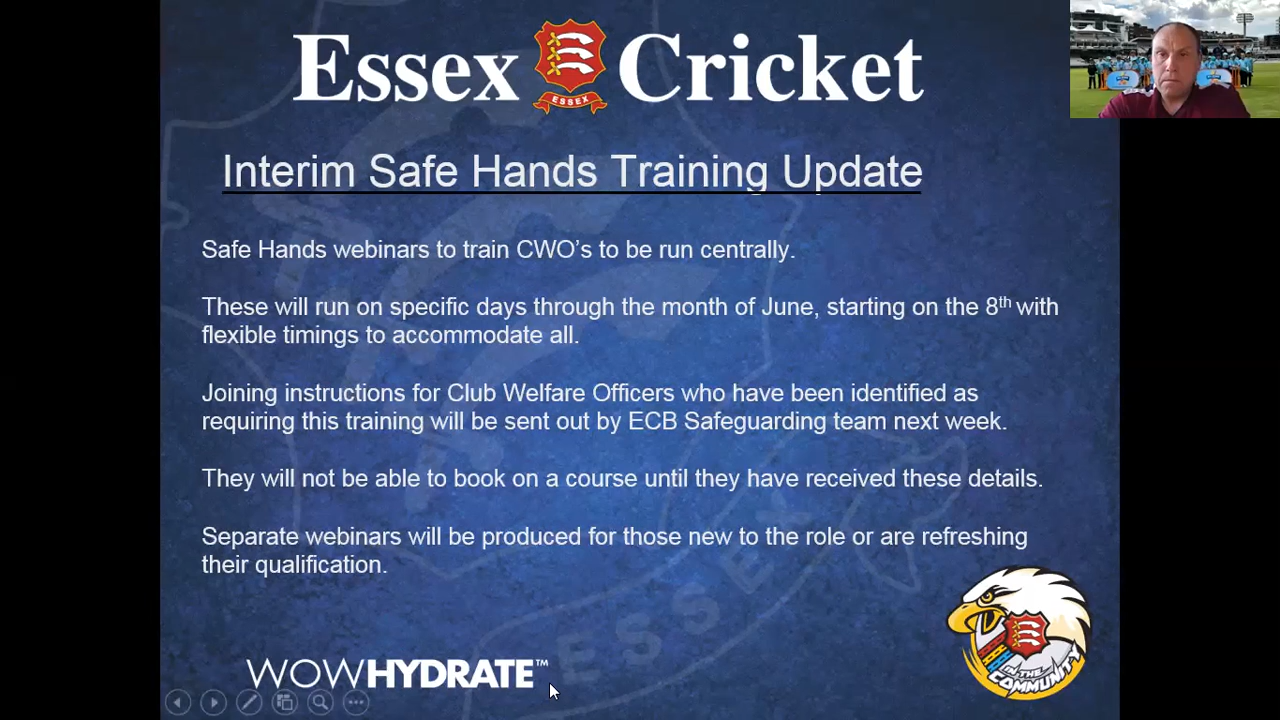 Essex Cricket
ESSEX
Interim Safe Hands Training Update
Safe Hands webinars to train CWO's to be run centrally.
These will run on specific days through the month of June, starting on the 8th with
flexible timings to accommodate all.
Joining instructions for Club Welfare Officers who have been identified as
requiring this training will be sent out by ECB Safeguarding team next week.
They will not be able to book on a course until they have received these details.
Separate webinars will be produced for those new to the role or are refreshing
their qualification.
ESSEX
IN THE
COMMUNITY
WOWHYDRATE™